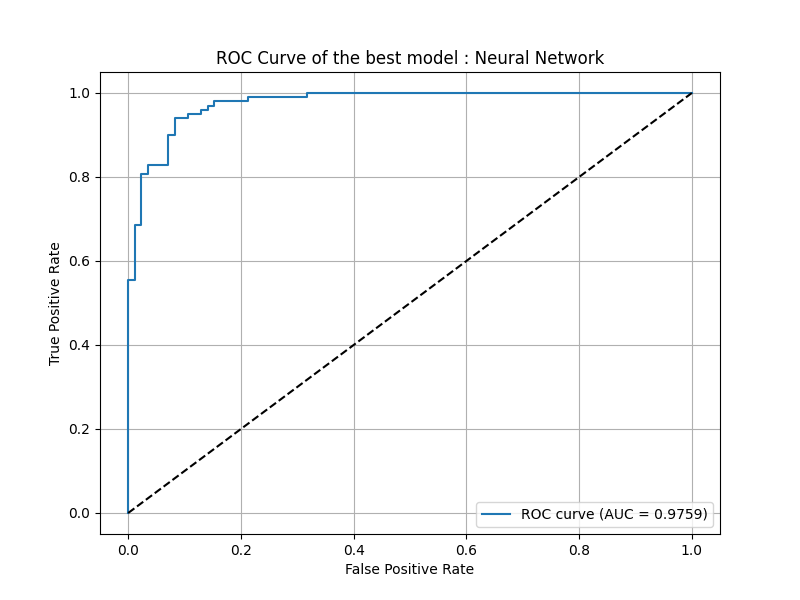 ROC Curve of the best model : Neural Network
True Positive Rate
1.0
0.8
0.6
0.4
0.2
0.0
ROC curve (AUC = 0.9759)
0.0 0.2 0.4 0.6 0.8 1.0
False Positive Rate